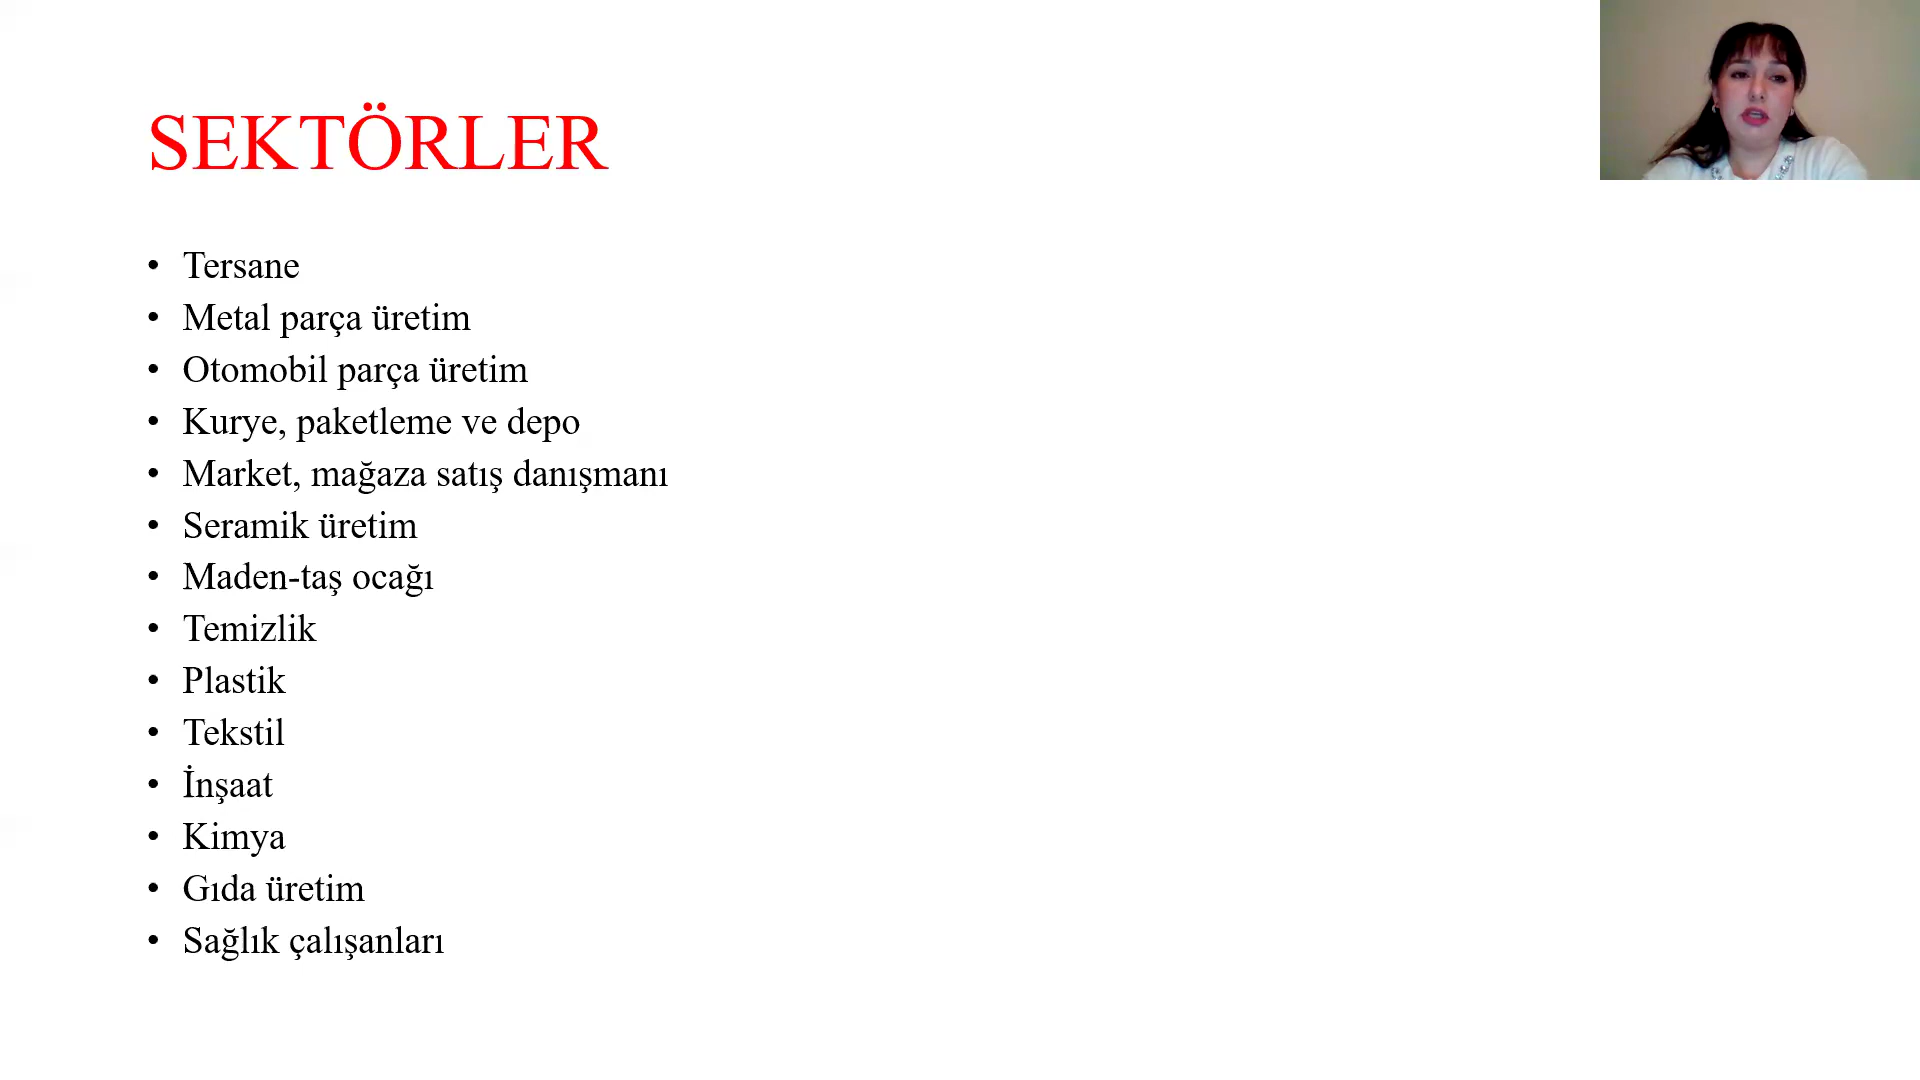 SEKTÖRLER
• Tersane
• Metal parça üretim
• Otomobil parça üretim
• Kurye, paketleme ve depo
• Market, mağaza satış danışmanı
• Seramik üretim
• Maden-taş ocağı
• Temizlik
• Plastik
• Tekstil
• İnşaat
• Kimya
• Gıda üretim
• Sağlık çalışanları